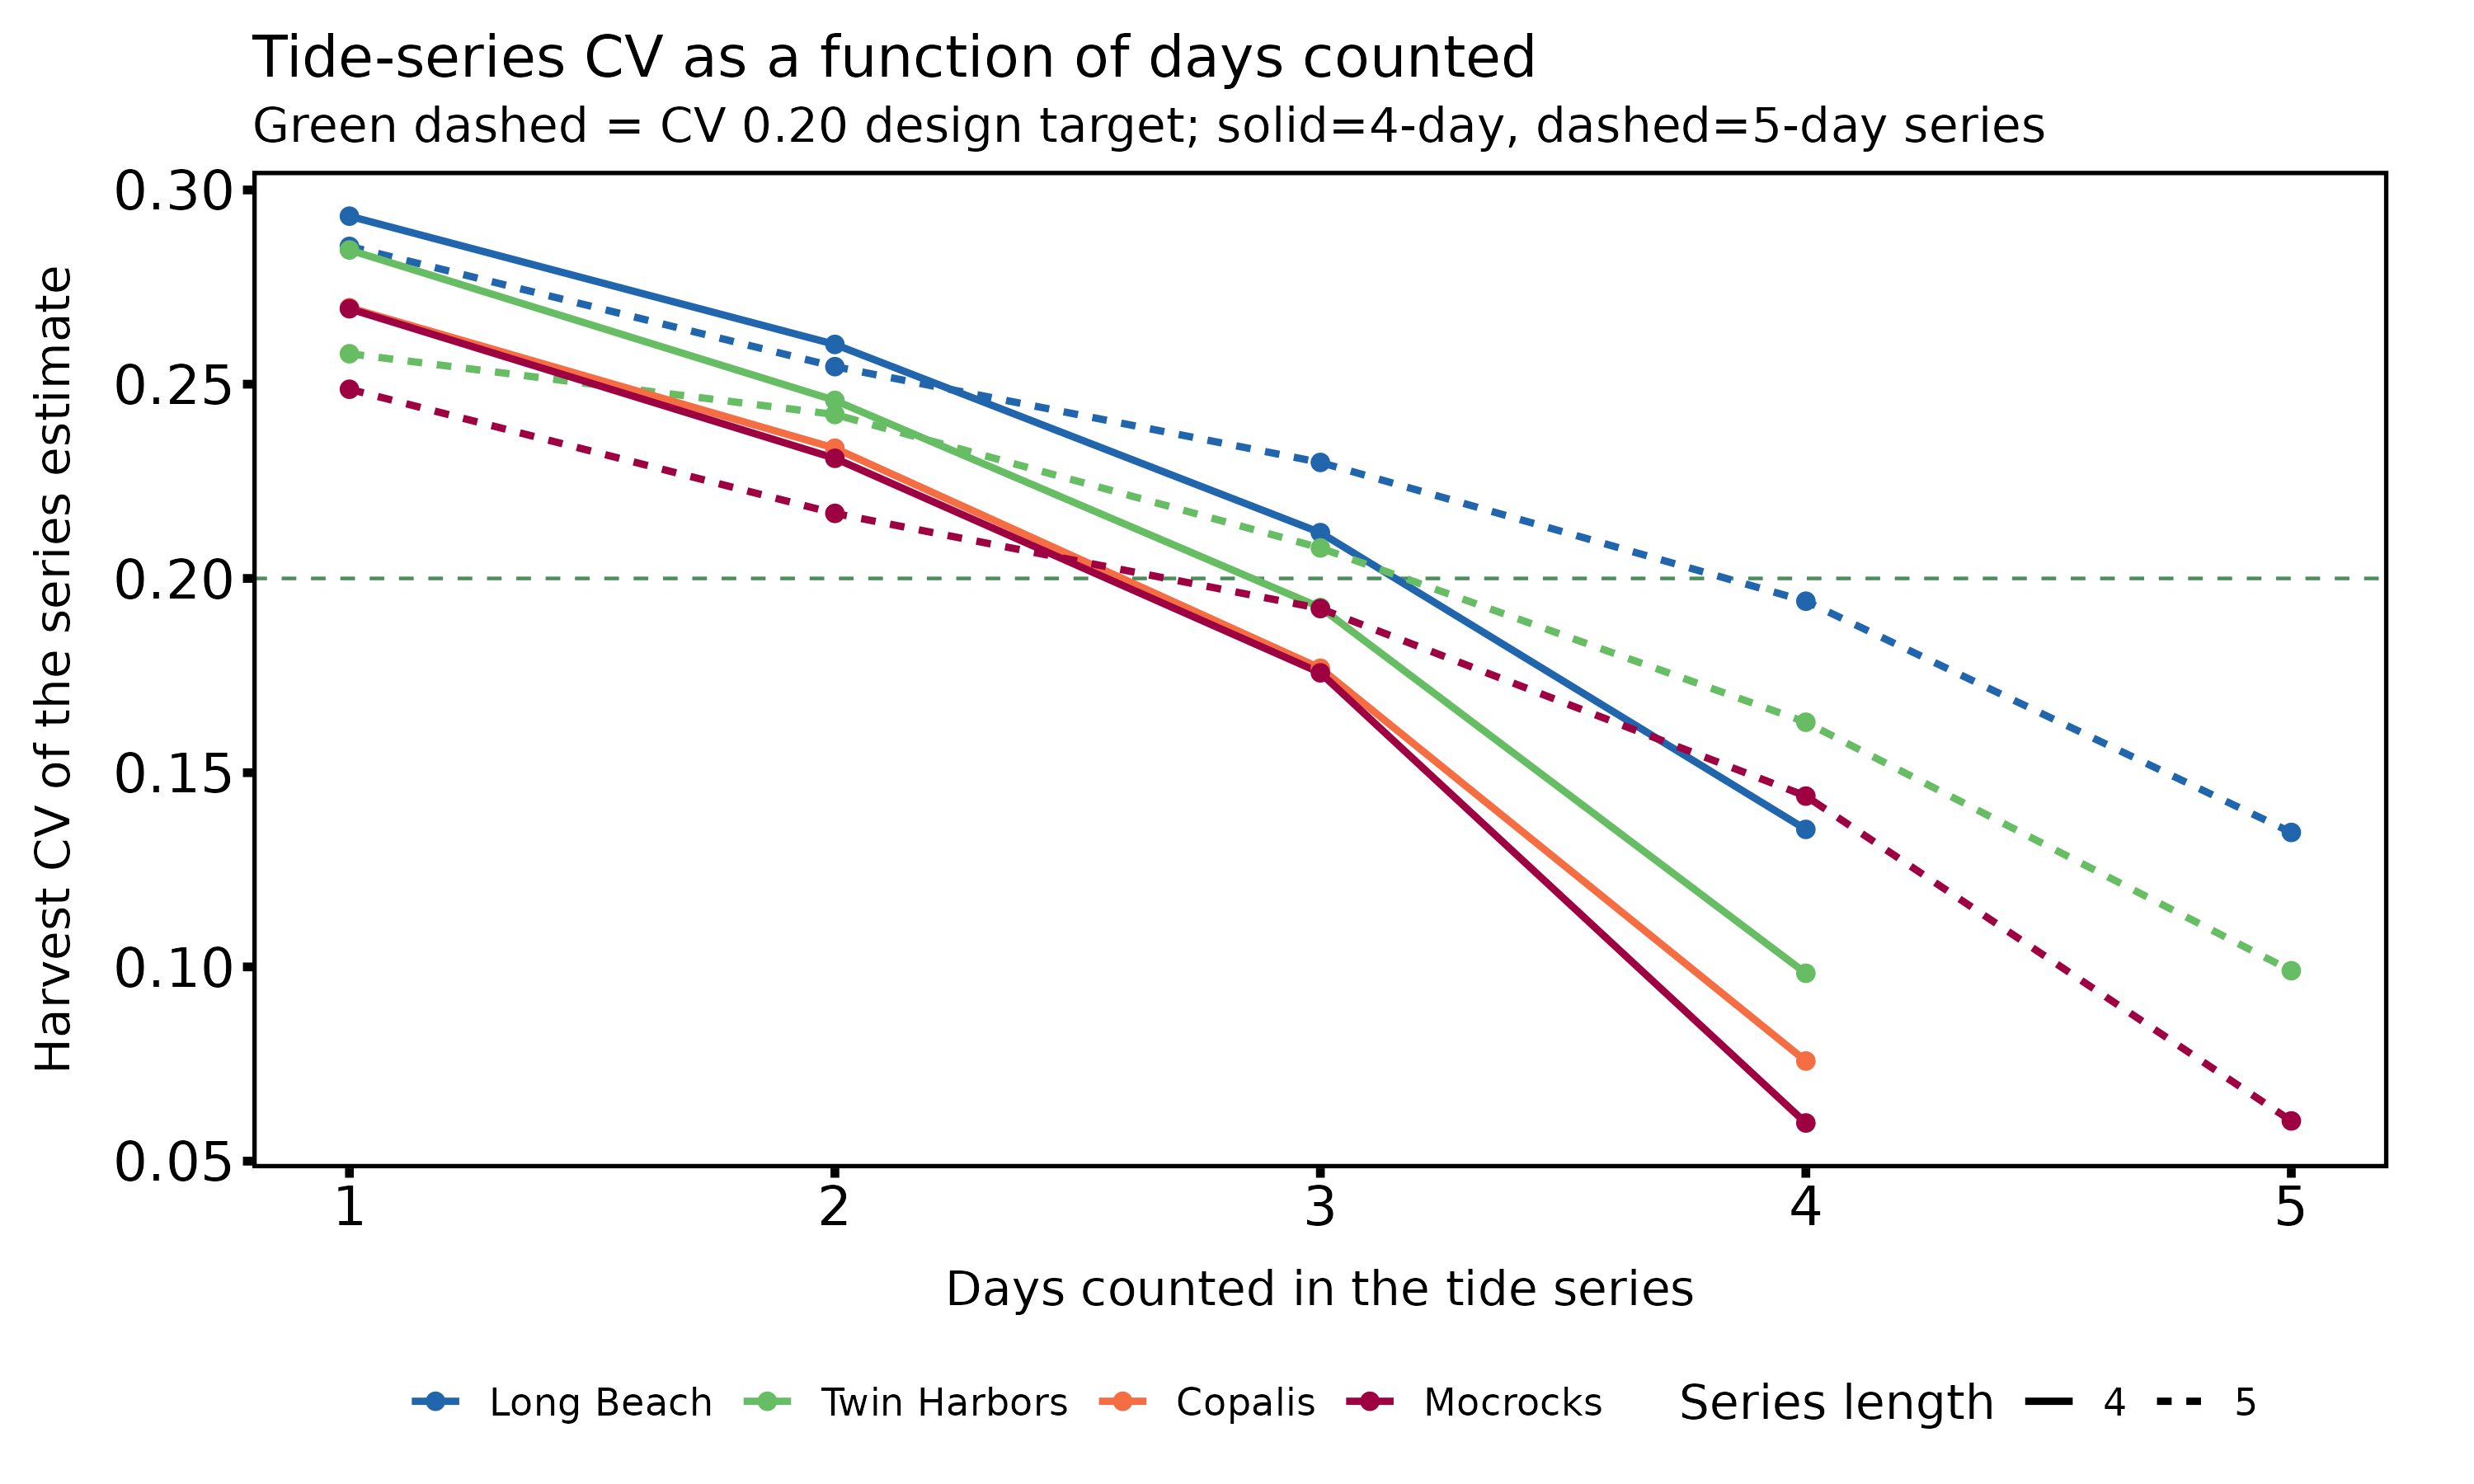 Tide-series CV as a function of days counted
Green dashed = CV 0.20 design target; solid=4-day, dashed=5-day series
Harvest CV of the series estimate
0.30
0.25
0.20
0.15
0.10
0.05
1 2 3 4 5
Days counted in the tide series
Long Beach Twin Harbors Copalis Mocrocks Series length 4 5